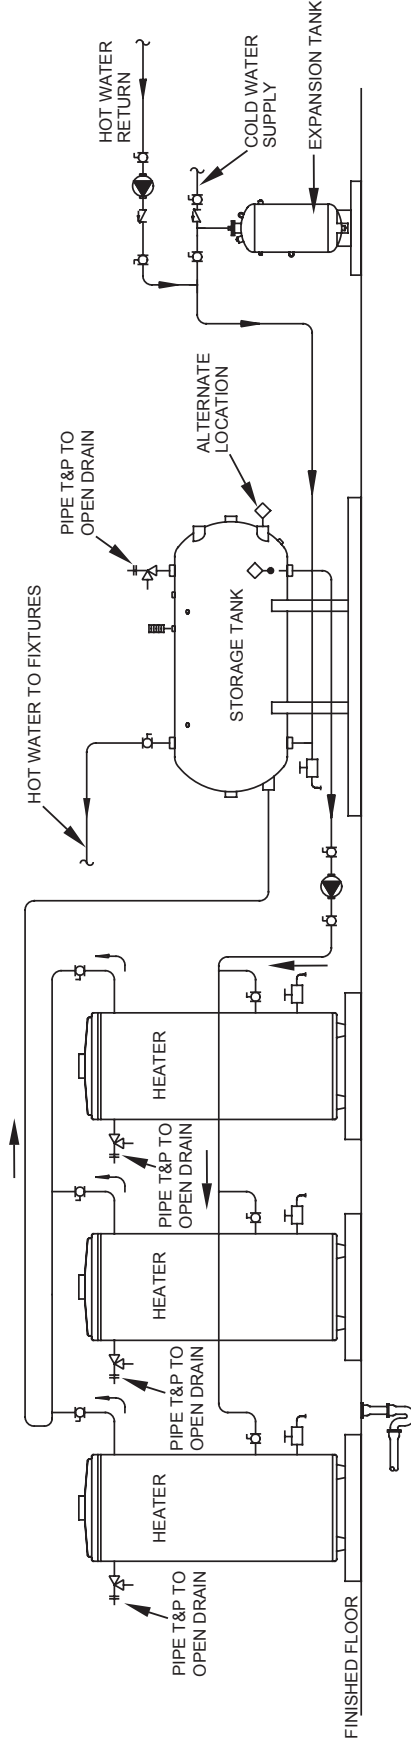 PIPE T&P TO
OPEN DRAIN
HEATER
PIPE T&P TO
OPEN DRAIN
HEATER
PIPE T&P TO
OPEN DRAIN
HEATER
HOT WATER TO FIXTURES
PIPE T&P TO
OPEN DRAIN
STORAGE TANK
ALTERNATE
LOCATION
HOT WATER
RETURN
COLD WATER
SUPPLY
EXPANSION TANK
FINISHED FLOOR